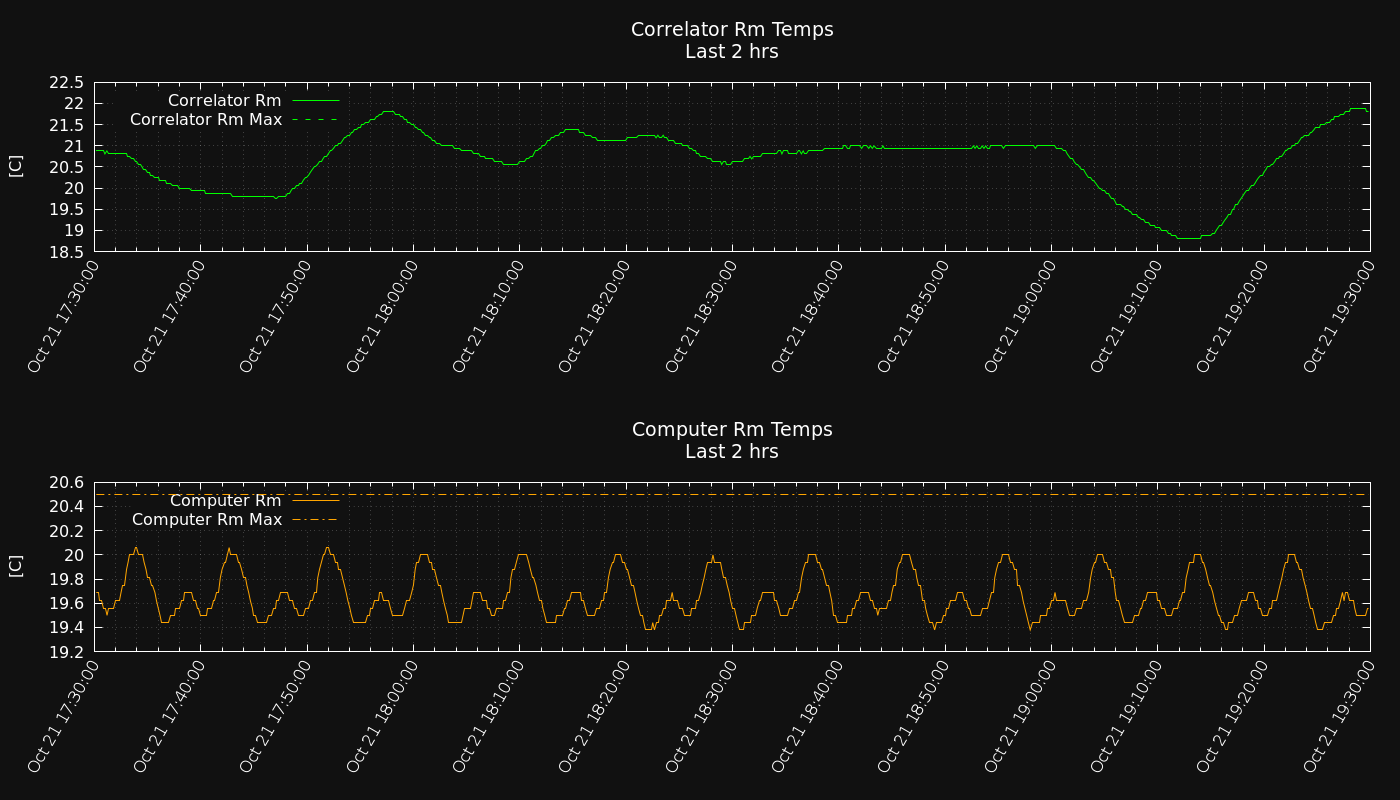 Correlator Rm Temps
Last 2 hrs
22.5
22
21.5
21
20.5
20
19.5
19
18.5
[C]
Correlator Rm
Correlator Rm Max
Oct 21 17:30:00
Oct 21 17:40:00
Oct 21 17:50:00
Oct 21 18:00:00
Oct 21 18:10:00
Oct 21 18:20:00
Oct 21 18:30:00
Oct 21 18:40:00
Oct 21 18:50:00
Oct 21 19:00:00
Oct 21 19:10:00
Oct 21 19:20:00
Oct 21 19:30:00
Computer Rm Temps
Last 2 hrs
20.6
20.4
20.2
20
19.8
19.6
19.4
19.2
[C]
Computer Rm
Computer Rm Max
Oct 21 17:30:00
Oct 21 17:40:00
Oct 21 17:50:00
Oct 21 18:00:00
Oct 21 18:10:00
Oct 21 18:20:00
Oct 21 18:30:00
Oct 21 18:40:00
Oct 21 18:50:00
Oct 21 19:00:00
Oct 21 19:10:00
Oct 21 19:20:00
Oct 21 19:30:00